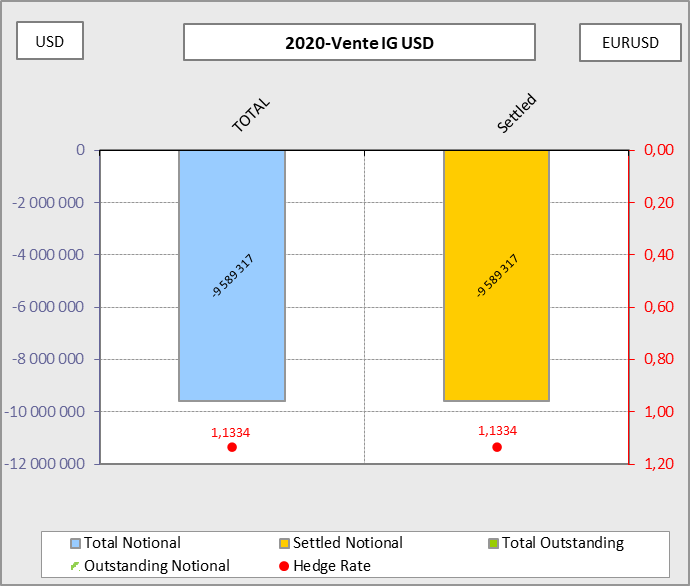 USD
2020-Vente IG USD
EURUSD
TOTAL
Settled
0
0,00
-2 000 000
0,20
-4 000 000
0,40
-9 589 317
-9 589 317
-6 000 000
0,60
-8 000 000
0,80
-10 000 000
1,00
1,1334
1,1334
-12 000 000
1,20
Total Notional
Settled Notional
Total Outstanding
Outstanding Notional
Hedge Rate